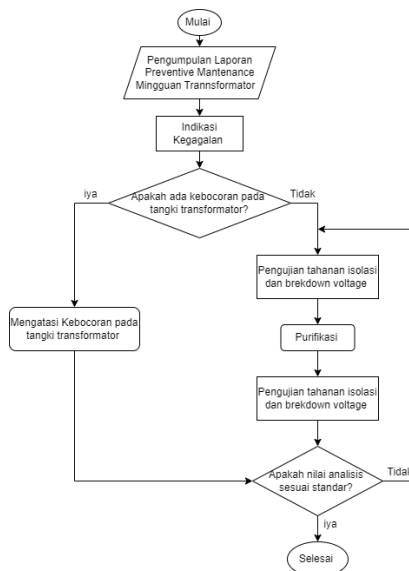 Mulai
Pengumpulan Laporan
Preventive Mantenance
Mingguan Trannsformator
Indikasi
Kegagalan
iya
Apakah ada kebocoran pada
tangki transformator?
Tidak
Pengujian tahanan isolasi
dan brekdown voltage
Mengatasi Kebocoran pada
tangki transformator
Purifikasi
Pengujian tahanan isolasi
dan brekdown voltage
Apakah nilai analisis
sesuai standar?
Tidak
iya
Selesai